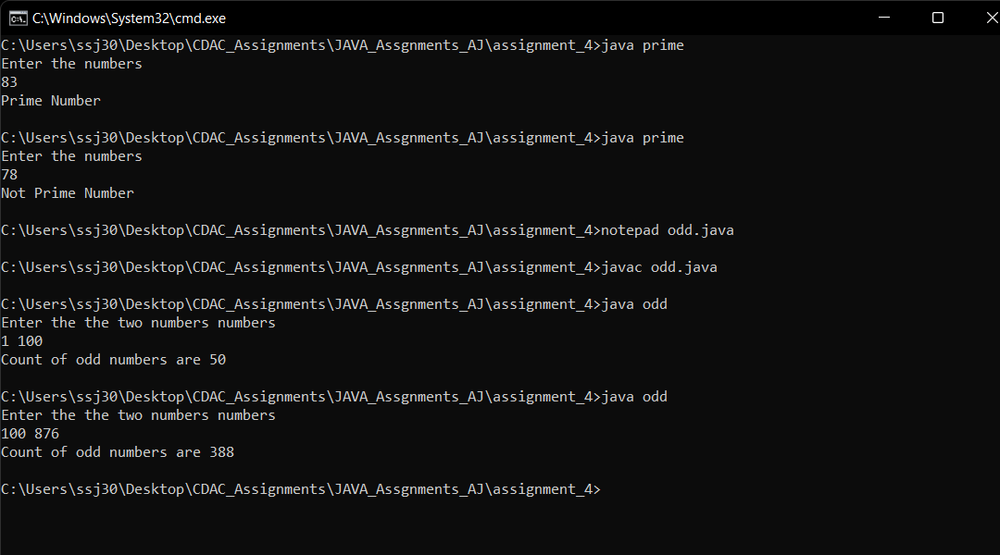 C:\Windows\System32\cmd.exe
C:\Users\ssj30\Desktop\CDAC_Assignments\JAVA_Assgnments_AJ\assignment_4>java prime
Enter the numbers
83
Prime Number
C:\Users\ssj30\Desktop\CDAC_Assignments\JAVA_Assgnments_AJ\assignment_4>java prime
Enter the numbers
78
Not Prime Number
C:\Users\ssj30\Desktop\CDAC_Assignments\JAVA_Assgnments_AJ\assignment_4>notepad odd.java
C:\Users\ssj30\Desktop\CDAC_Assignments\JAVA_Assgnments_AJ\assignment_4>javac odd.java
C:\Users\ssj30\Desktop\CDAC_Assignments\JAVA_Assgnments_AJ\assignment_4>java odd
Enter the the two numbers numbers
1 100
Count of odd numbers are 50
C:\Users\ssj30\Desktop\CDAC_Assignments\JAVA_Assgnments_AJ\assignment_4>java odd
Enter the the two numbers numbers
100 876
Count of odd numbers are 388
C:\Users\ssj30\Desktop\CDAC_Assignments\JAVA_Assgnments_AJ\assignment_4>